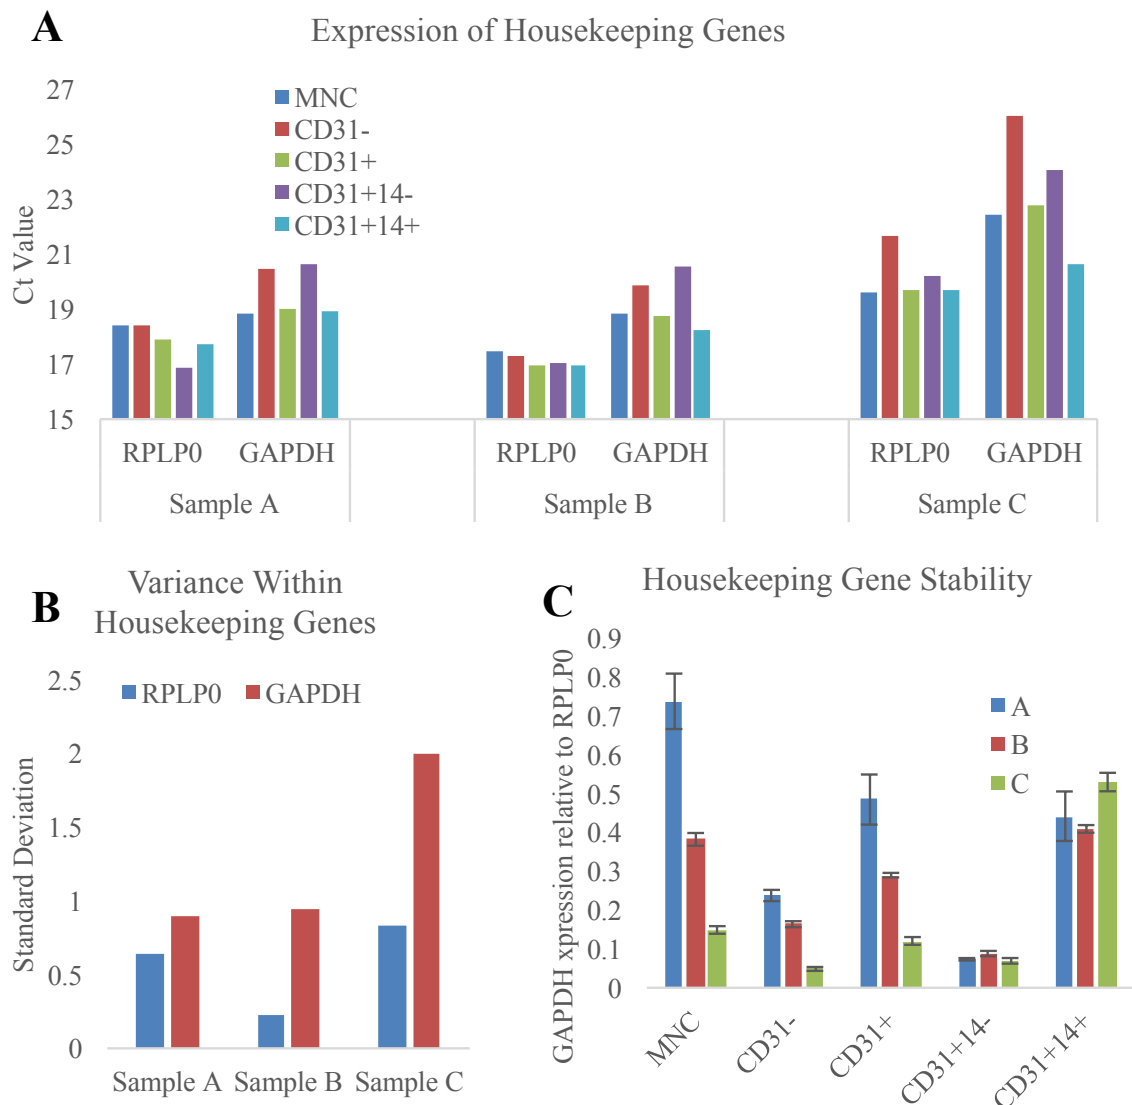 A
Expression of Housekeeping Genes
27
25
23
21
19
17
15
Ct Value
MNC
CD31-
CD31+
CD31+14-
CD31+14+
RPLP0 GAPDH RPLP0 GAPDH RPLP0 GAPDH
Sample A Sample B Sample C
B
Variance Within
Housekeeping Genes
2.5
2
1.5
1
0.5
0
Standard Deviation
RPLP0 GAPDH
Sample A Sample B Sample C
C
Housekeeping Gene Stability
0.9
0.8
0.7
0.6
0.5
0.4
0.3
0.2
0.1
0
GAPDH xpression relative to RPLP0
A
B
C
MNC
CD31-
CD31+
CD31+14-
CD31+14+